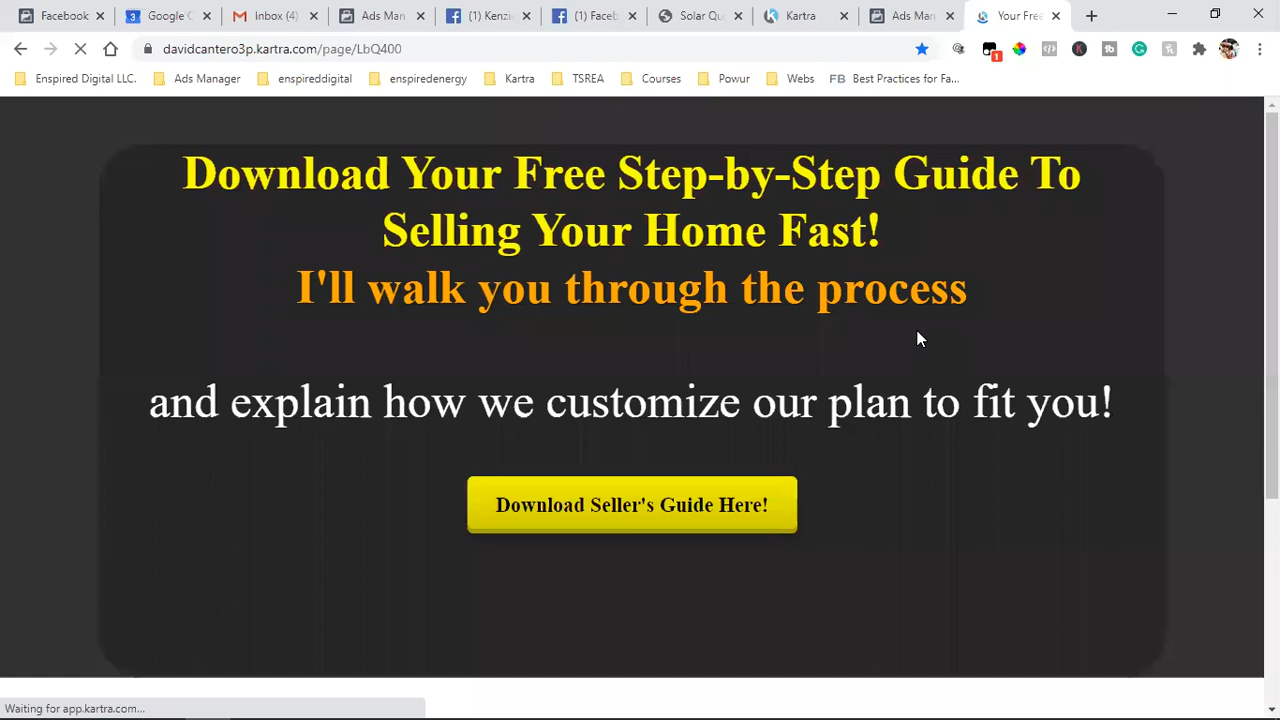 Facebook
Google C
Inbox (4)
Ads Man
(1) Kenzi
(1) Faceb
Solar Qu
Kartra
Ads Man
Your Free
davidcantero3p.kartra.com/page/LbQ400
1
Enspired Digital LLC.
Ads Manager
enspireddigital
enspiredenergy
Kartra
TSREA
Courses
Powur
Webs
FB Best Practices for Fa...
Download Your Free Step-by-Step Guide To
Selling Your Home Fast!
I'll walk you through the process
and explain how we customize our plan to fit you!
Download Seller's Guide Here!
Waiting for app.kartra.com...